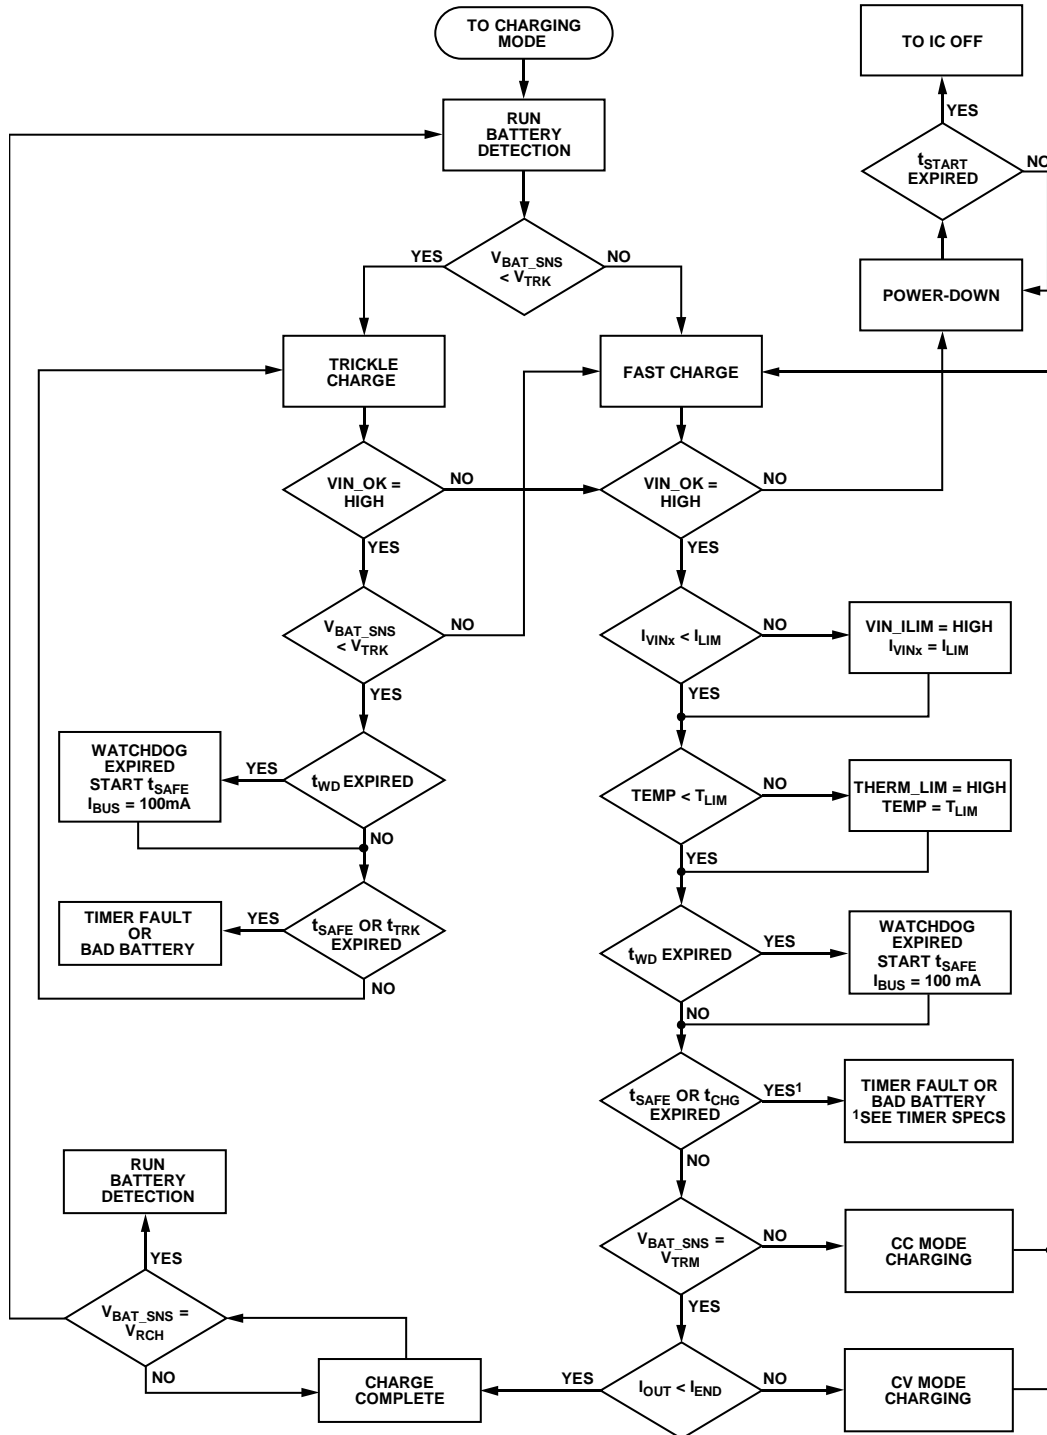 TO CHARGING
MODE
TO IC OFF
RUN
BATTERY
DETECTION
YES
tSTART
EXPIRED
NO
YES
VBAT_SNS
< VTRK
NO
POWER-DOWN
TRICKLE
CHARGE
FAST CHARGE
VIN_OK =
HIGH
NO
YES
VIN_OK =
HIGH
NO
YES
VBAT_SNS
< VTRK
NO
YES
IVINx < ILIM
NO
YES
VIN_ILIM = HIGH
IVINx = ILIM
WATCHDOG
EXPIRED
START tSAFE
IBUS = 100mA
YES
tWD EXPIRED
NO
TEMP < TLIM
NO
YES
THERM_LIM = HIGH
TEMP = TLIM
TIMER FAULT
OR
BAD BATTERY
YES
tSAFE OR tTRK
EXPIRED
NO
tWD EXPIRED
YES
NO
WATCHDOG
EXPIRED
START tSAFE
IBUS = 100 mA
tSAFE OR tCHG
EXPIRED
YES1
NO
TIMER FAULT OR
BAD BATTERY
1SEE TIMER SPECS
RUN
BATTERY
DETECTION
YES
VBAT_SNS =
VTRM
NO
YES
CC MODE
CHARGING
VBAT_SNS =
VRCH
NO
CHARGE
COMPLETE
YES
IOUT < IEND
NO
CV MODE
CHARGING